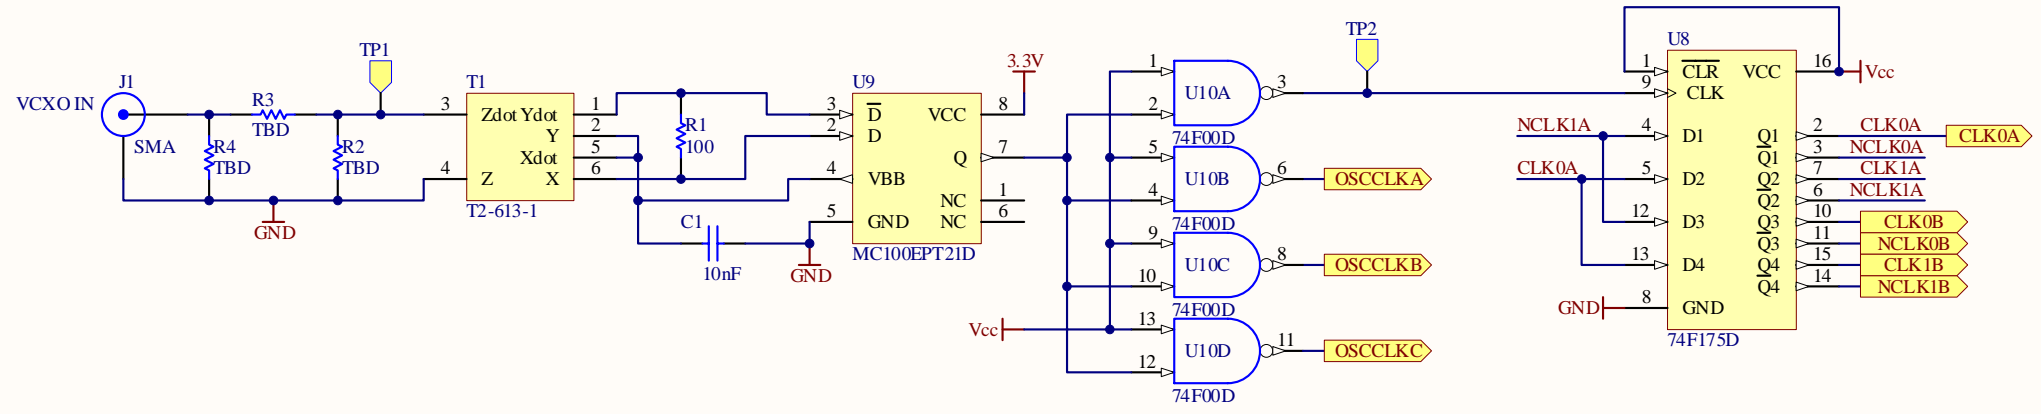 VCXO IN
J1
SMA
R4
TBD
R3
TBD
R2
TBD
TP1
GND
T1
3
4
Zdot Ydot
Y
Xdot
Z X
1
2
5
6
T2-613-1
R1
100
C1
10nF
GND
U9
3
2
4
5
D
D
VBB
GND
VCC
Q
NC
NC
8
7
1
6
3.3V
MC100EPT21D
Vcc
1
2
U10A
3
74F00D
5
4
U10B
6
74F00D
OSCCLKA
9
10
U10C
8
74F00D
OSCCLKB
13
12
U10D
11
74F00D
OSCCLKC
TP2
U8
1
9
4
5
12
13
8
CLR
CLK
D1
D2
D3
D4
GND
VCC
Q1
Q1
Q2
Q2
Q3
Q3
Q4
Q4
16
2
3
7
6
10
11
15
14
74F175D
NCLK1A
CLK0A
GND
Vcc
CLK0A
CLK0A
NCLK0A
CLK1A
NCLK1A
CLK0B
NCLK0B
CLK1B
NCLK1B